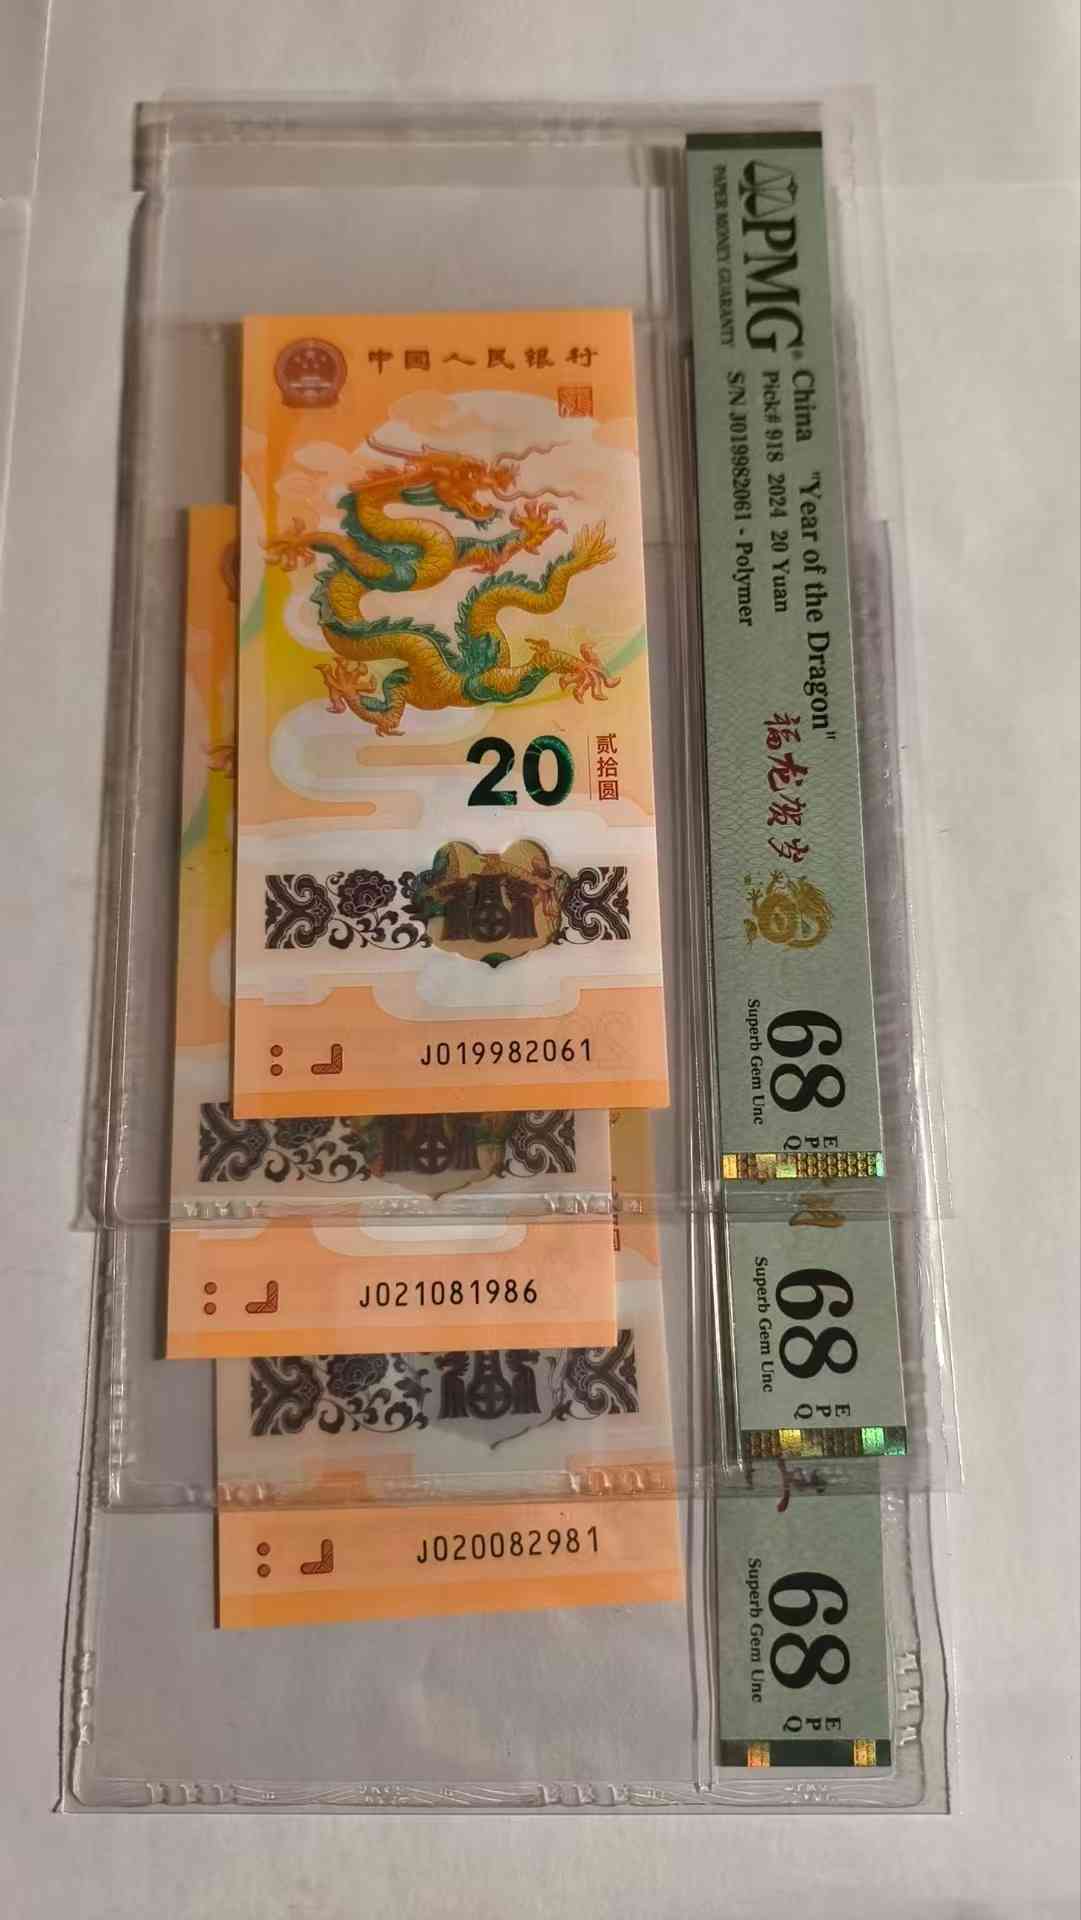 中国人民银行
20
贰拾圆
J019982061
J021081986
J020082981
PMG
PAPER MONEY GUARANTY
China "Year of the Dragon"
Pick# 918 2024 20 Yuan
S/N J019982061 - Polymer
福龙贺岁
68 EPQ
Superb Gem Unc
68 EPQ
Superb Gem Unc
68 EPQ
Superb Gem Unc